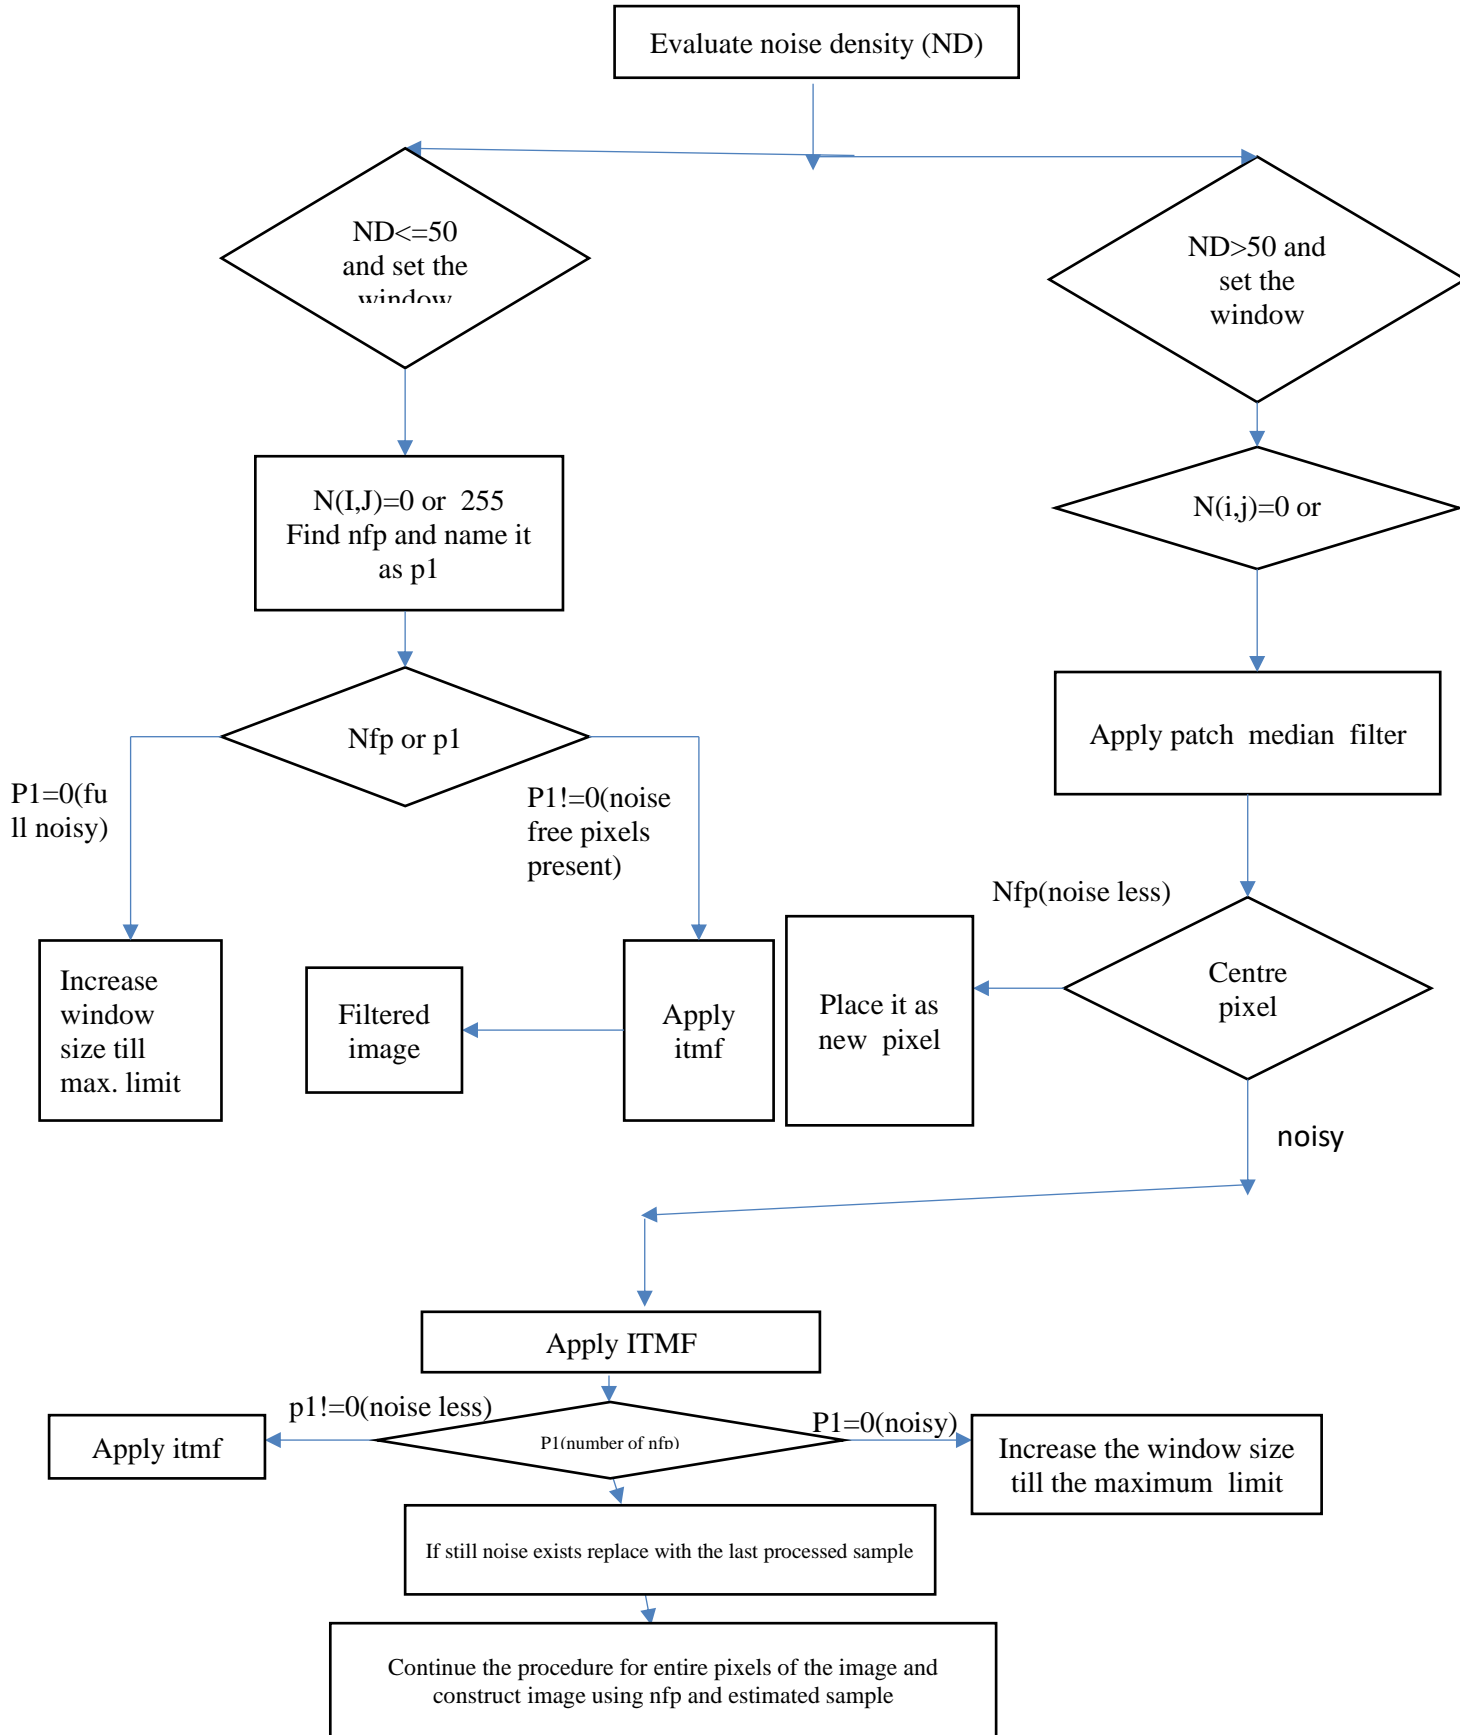 Evaluate noise density (ND)
ND<=50
and set the
window
ND>50 and
set the
window
N(I,J)=0 or  255
Find nfp and name it
as p1
N(i,j)=0 or
Nfp or p1
Apply patch  median  filter
P1=0(fu
ll noisy)
P1!=0(noise
free pixels
present)
Nfp(noise less)
Increase
window
size till
max. limit
Filtered
image
Apply
itmf
Place it as
new  pixel
Centre
pixel
noisy
Apply ITMF
p1!=0(noise less)
P1=0(noisy)
Apply itmf
P1(number of nfp)
Increase the window size
till the maximum  limit
If still noise exists replace with the last processed sample
Continue the procedure for entire pixels of the image and
construct image using nfp and estimated sample